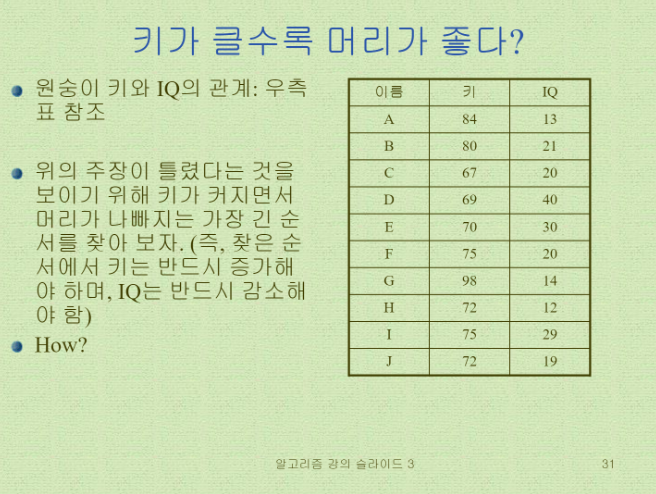 키가 클수록 머리가 좋다?
원숭이 키와 IQ의 관계: 우측
표 참조
위의 주장이 틀렸다는 것을
보이기 위해 키가 커지면서
머리가 나빠지는 가장 긴 순
서를 찾아 보자. (즉, 찾은 순
서에서 키는 반드시 증가해
야 하며, IQ는 반드시 감소해
야 함)
How?
이름 키 IQ
A 84 13
B 80 21
C 67 20
D 69 40
E 70 30
F 75 20
G 98 14
H 72 12
I 75 29
J 72 19
알고리즘 강의 슬라이드 3
31